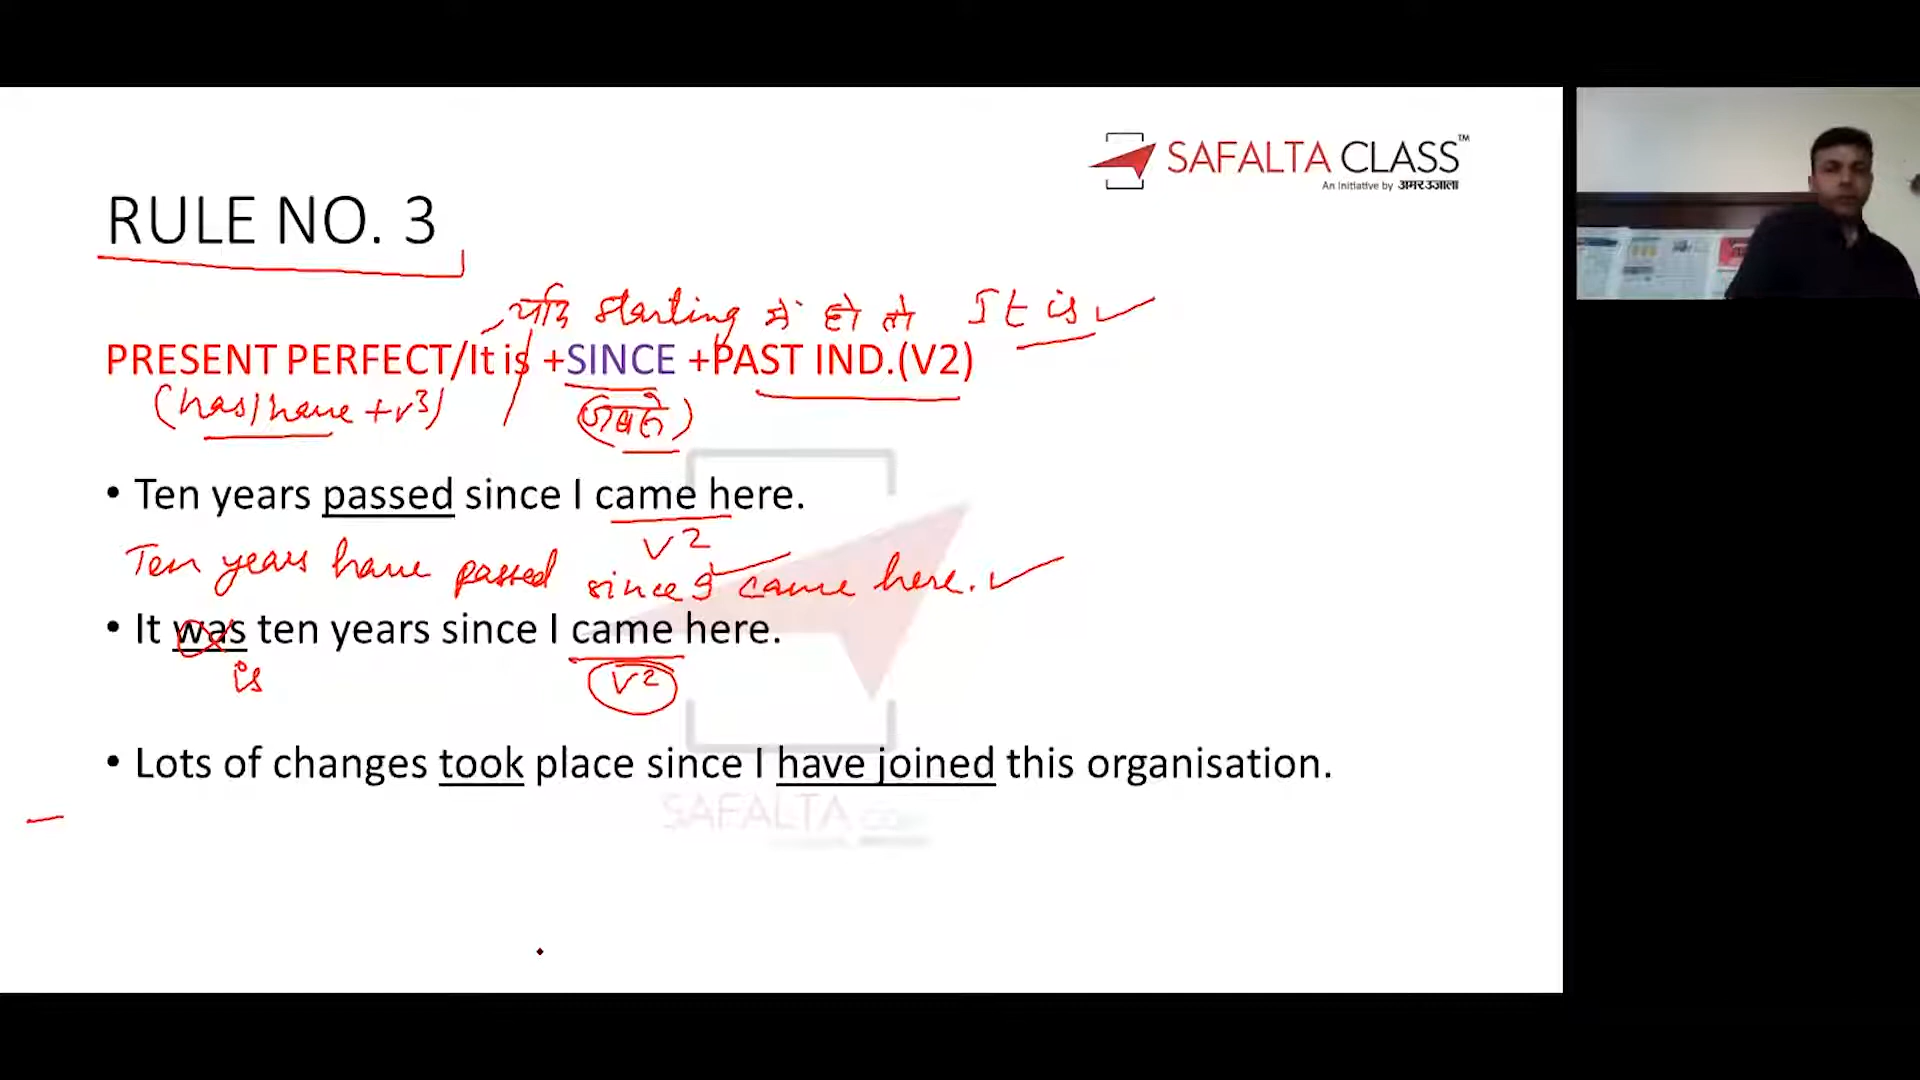 SAFALTA CLASS™
An Initiative by अमर उजाला
RULE NO. 3
यदि starting में हो तो It is ✓
PRESENT PERFECT/It is +SINCE +PAST IND.(V2)
(has/have + v3) (जबसे)
• Ten years passed since I came here.
V2
Ten years have passed since I came here. ✓
• It was ten years since I came here.
is V2
• Lots of changes took place since I have joined this organisation.
SAFALTA.COM